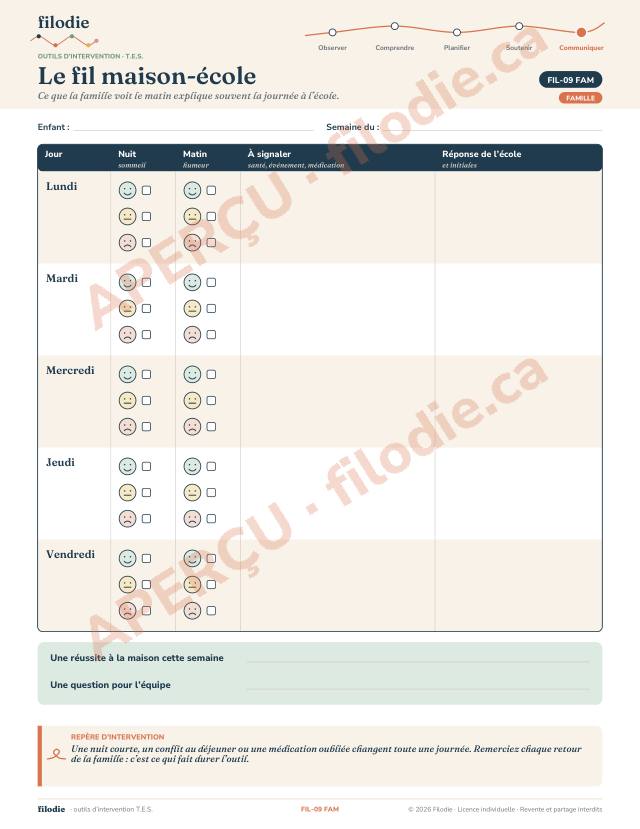 filodie
Observer Comprendre Planifier Soutenir Communiquer
OUTILS D'INTERVENTION · T.E.S.
Le fil maison-école
FIL-09 FAM
Ce que la famille voit le matin explique souvent la journée à l'école.
FAMILLE
Enfant : Semaine du :
Jour Nuit Matin À signaler Réponse de l'école
sommeil humeur santé, événement, médication et initiales
Lundi
Mardi
Mercredi
Jeudi
Vendredi
APERÇU · filodie.ca
APERÇU · filodie.ca
Une réussite à la maison cette semaine
Une question pour l'équipe
REPÈRE D'INTERVENTION
Une nuit courte, un conflit au déjeuner ou une médication oubliée changent toute une journée. Remerciez chaque retour
de la famille : c'est ce qui fait durer l'outil.
filodie · outils d'intervention T.E.S. FIL-09 FAM © 2026 Filodie · Licence individuelle · Revente et partage interdits